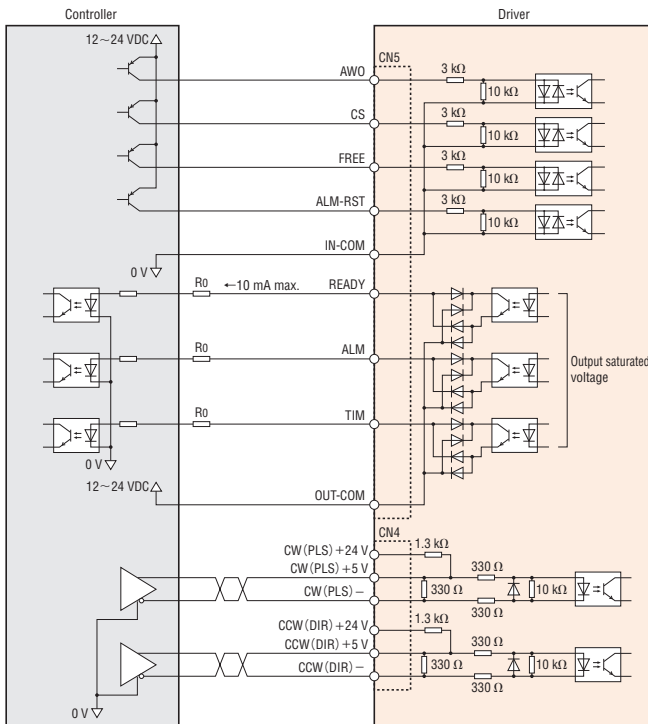 Controller
Driver
12～24 VDC
CN5
AWO
3 kΩ
10 kΩ
CS
3 kΩ
10 kΩ
FREE
3 kΩ
10 kΩ
ALM-RST
3 kΩ
10 kΩ
IN-COM
0 V
R0
←10 mA max.
READY
R0
ALM
Output saturated
voltage
R0
TIM
0 V
12～24 VDC
OUT-COM
CN4
CW(PLS)+24 V
1.3 kΩ
CW(PLS)+5 V
330 Ω
CW(PLS)−
330 Ω
10 kΩ
330 Ω
CCW(DIR)+24 V
1.3 kΩ
CCW(DIR)+5 V
330 Ω
CCW(DIR)−
330 Ω
10 kΩ
330 Ω
0 V